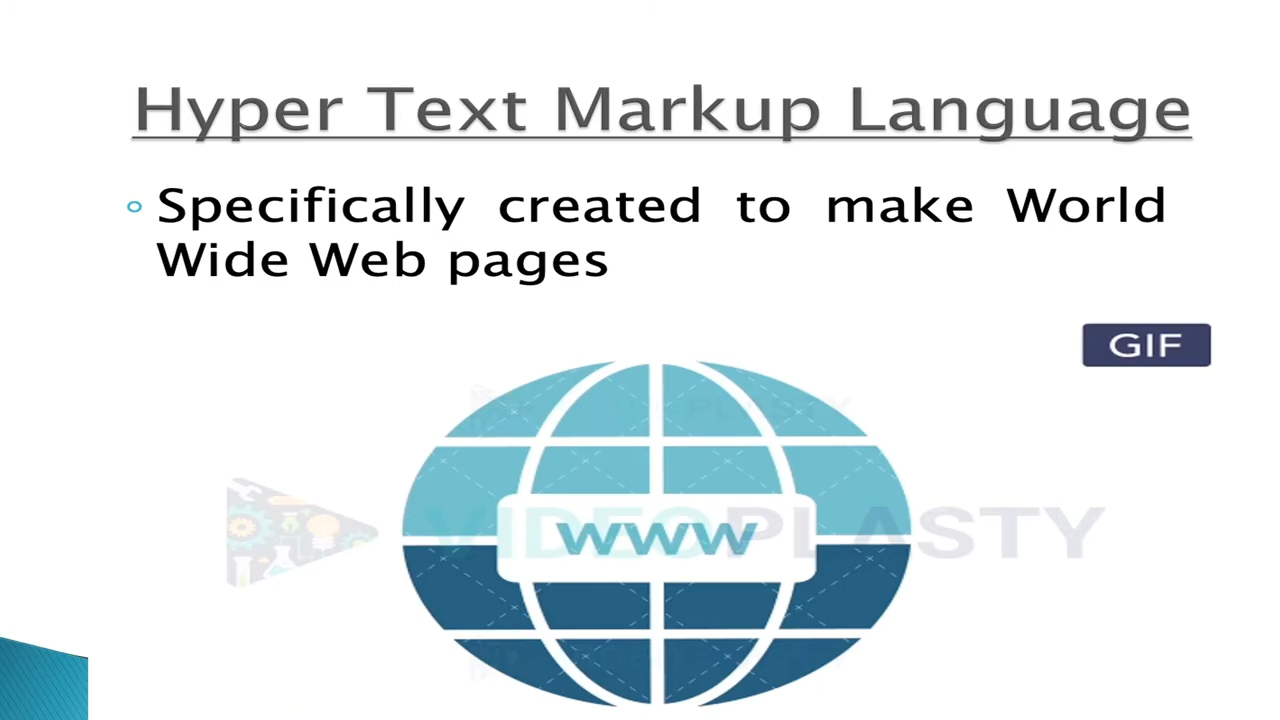 Hyper Text Markup Language
Specifically created to make World
Wide Web pages
GIF
www
VIDEOPLASTY